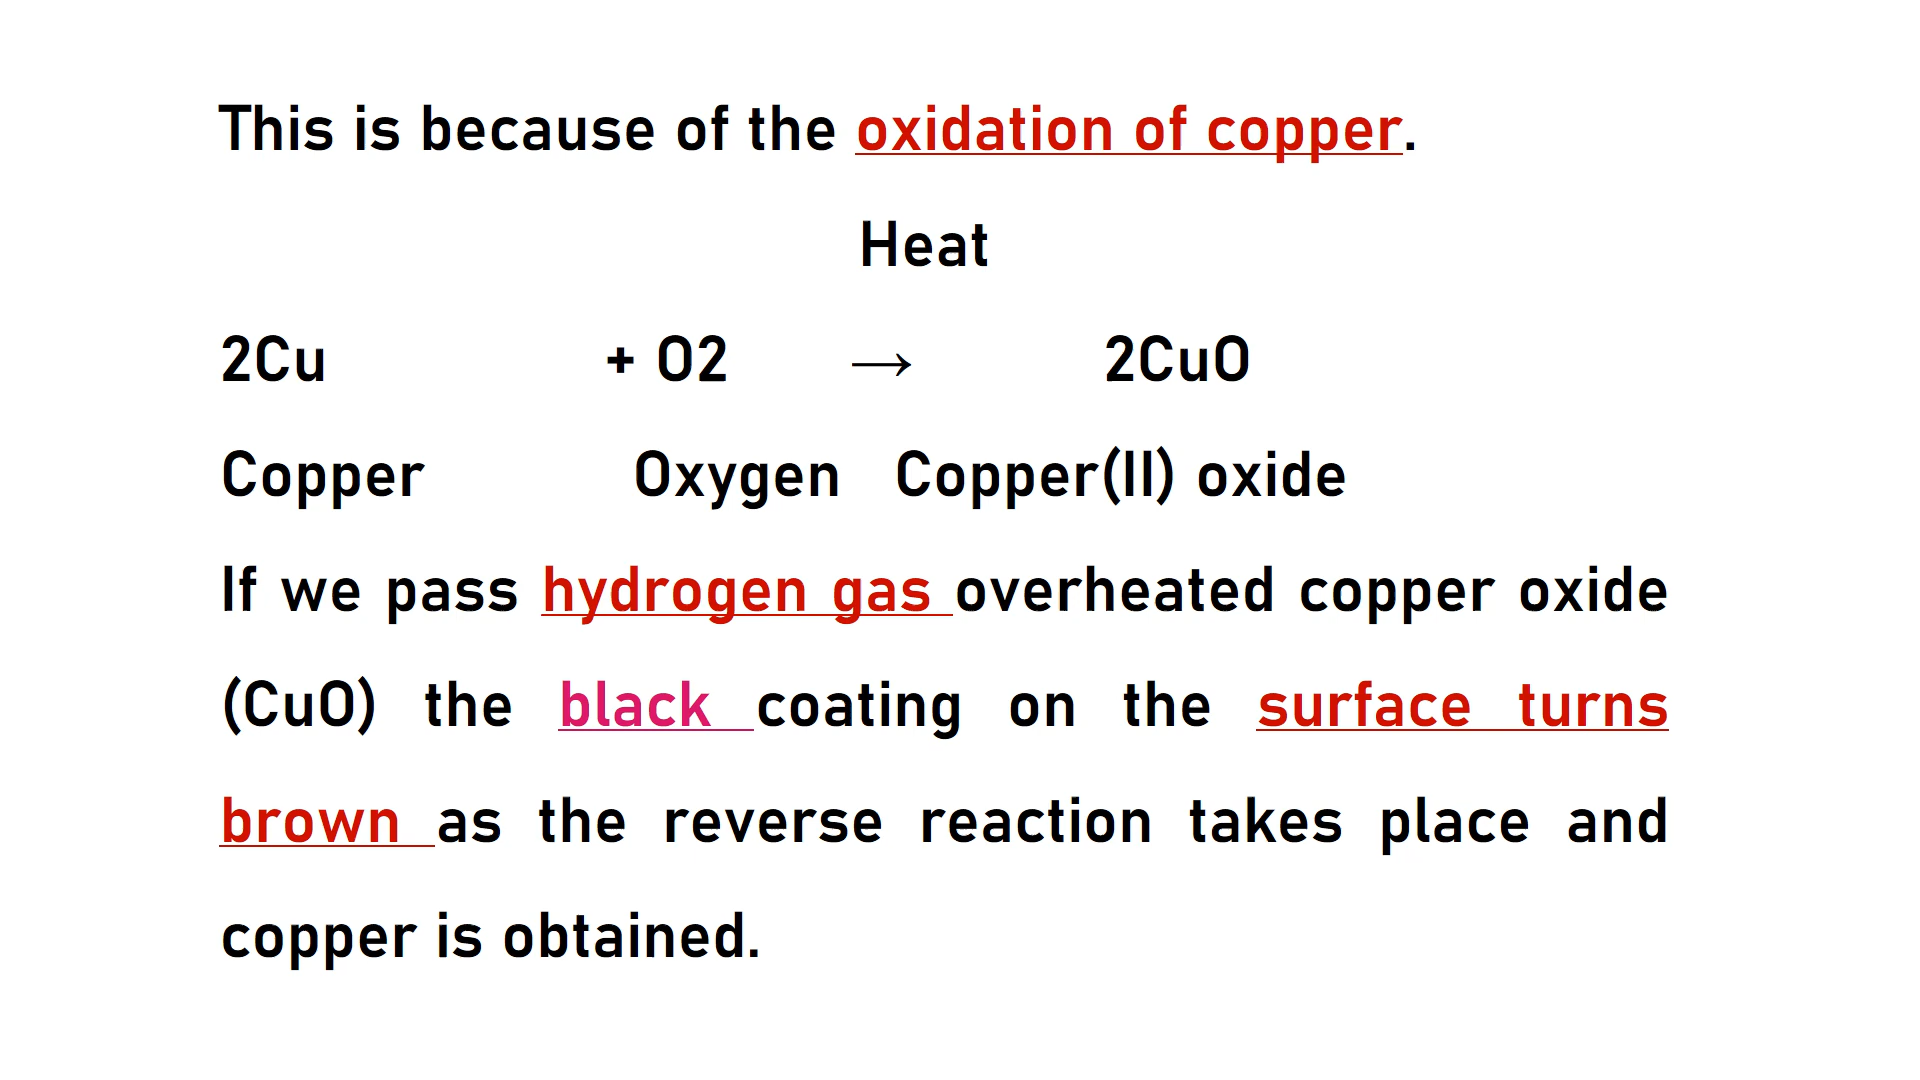 This is because of the oxidation of copper.
Heat
2Cu + O2 → 2CuO
Copper Oxygen Copper(II) oxide
If we pass hydrogen gas overheated copper oxide
(CuO) the black coating on the surface turns
brown as the reverse reaction takes place and
copper is obtained.